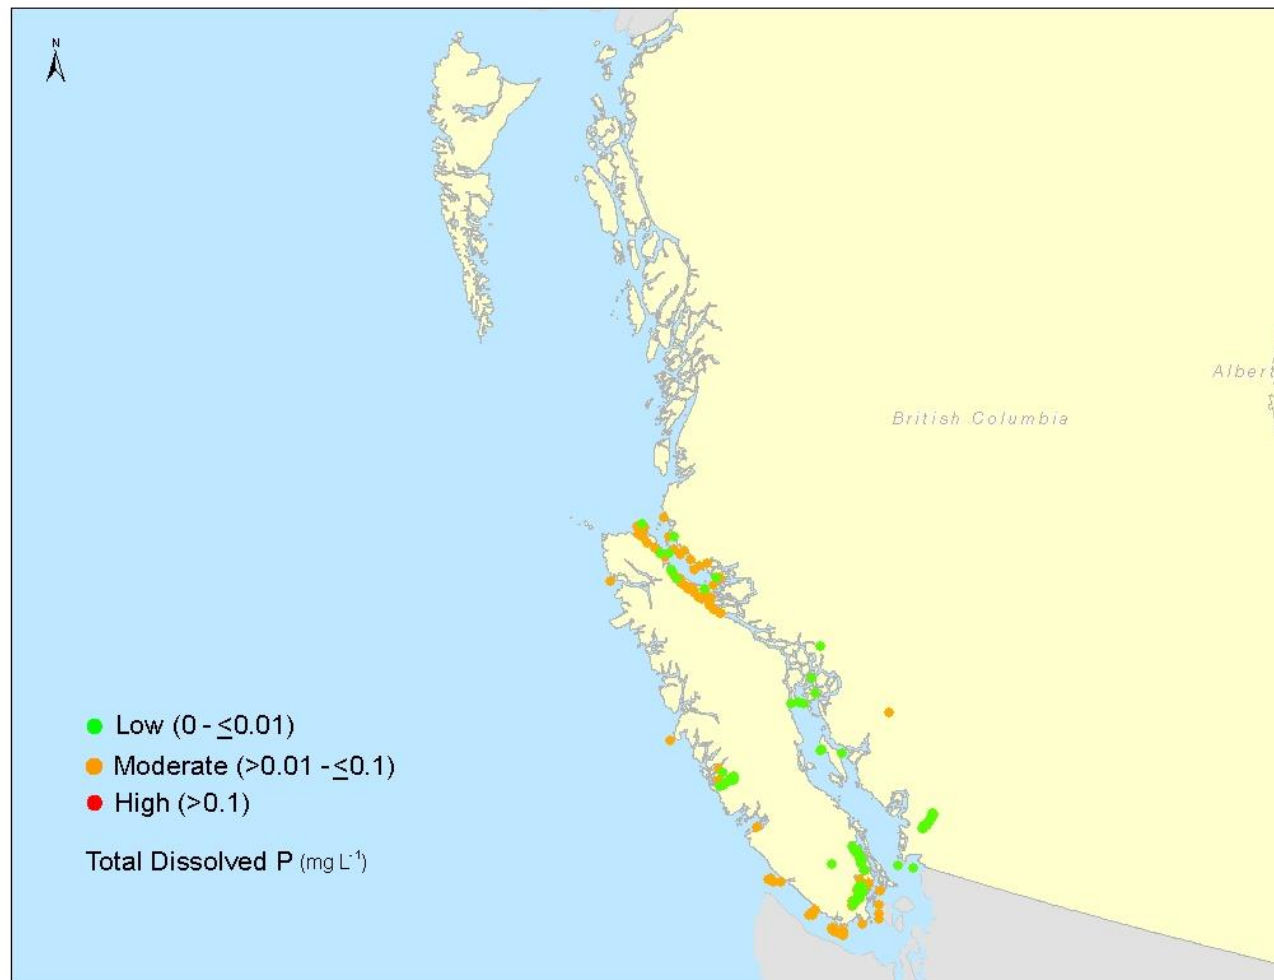 N
Albert
British Columbia
Low (0 - ≤0.01)
Moderate (>0.01 - ≤0.1)
High (>0.1)
Total Dissolved P (mg L⁻¹)